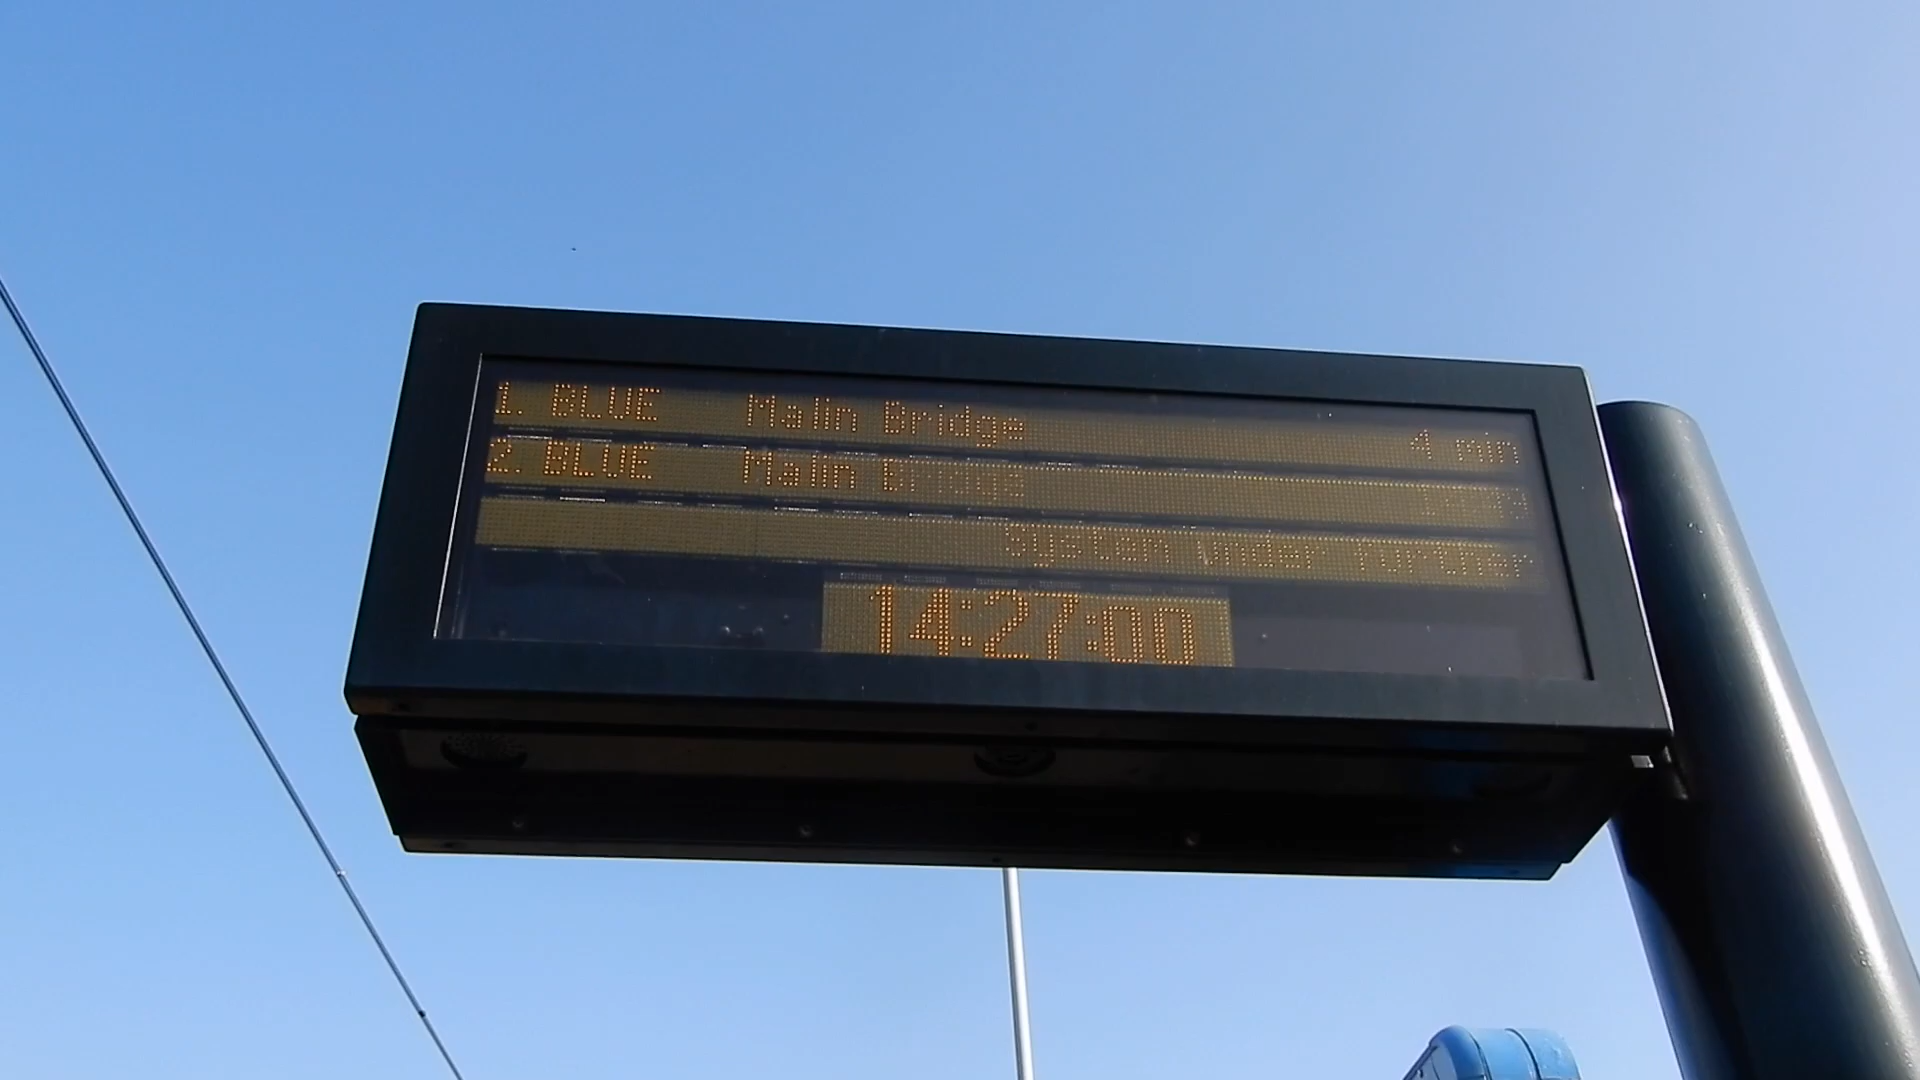 1. BLUE Malin Bridge 4 min
2. BLUE Malin Bridge
System under further
14:27:00